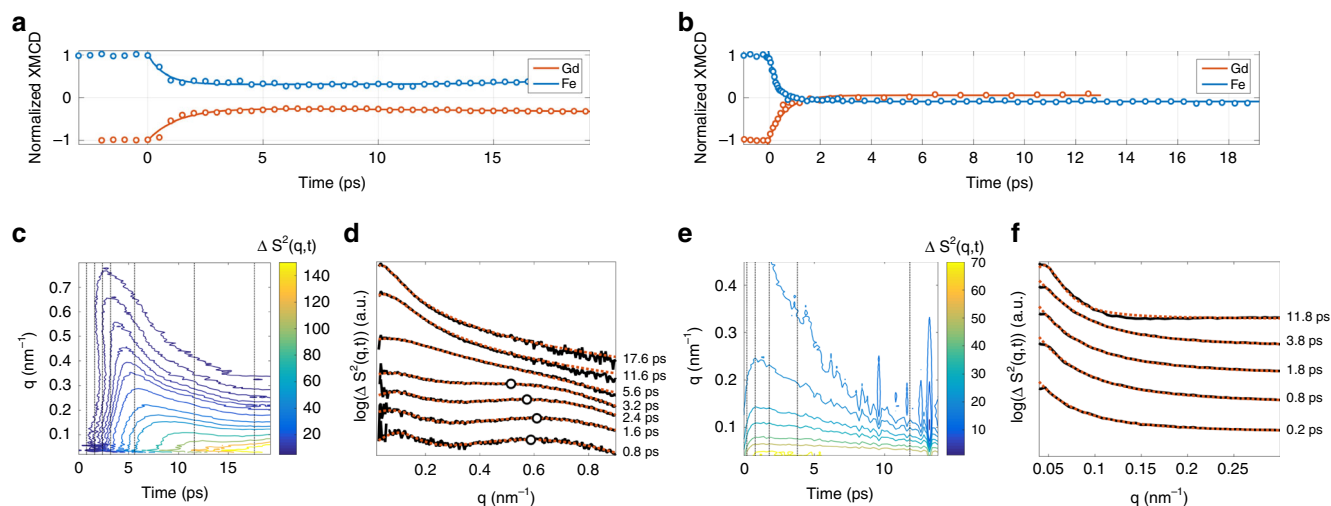 a
Normalized XMCD
1
0
−1
Gd
Fe
0
5
10
15
Time (ps)
b
Normalized XMCD
1
0
−1
Gd
Fe
0
2
4
6
8
10
12
14
16
18
Time (ps)
c
Δ S²(q,t)
q (nm⁻¹)
0.7
0.6
0.5
0.4
0.3
0.2
0.1
0
5
10
15
Time (ps)
140
120
100
80
60
40
20
d
log(Δ S²(q,t)) (a.u.)
17.6 ps
11.6 ps
5.6 ps
3.2 ps
2.4 ps
1.6 ps
0.8 ps
0.2
0.4
0.6
0.8
q (nm⁻¹)
e
Δ S²(q,t)
q (nm⁻¹)
0.4
0.3
0.2
0.1
0
5
10
Time (ps)
70
60
50
40
30
20
10
f
log(Δ S²(q,t)) (a.u.)
11.8 ps
3.8 ps
1.8 ps
0.8 ps
0.2 ps
0.05
0.1
0.15
0.2
0.25
q (nm⁻¹)